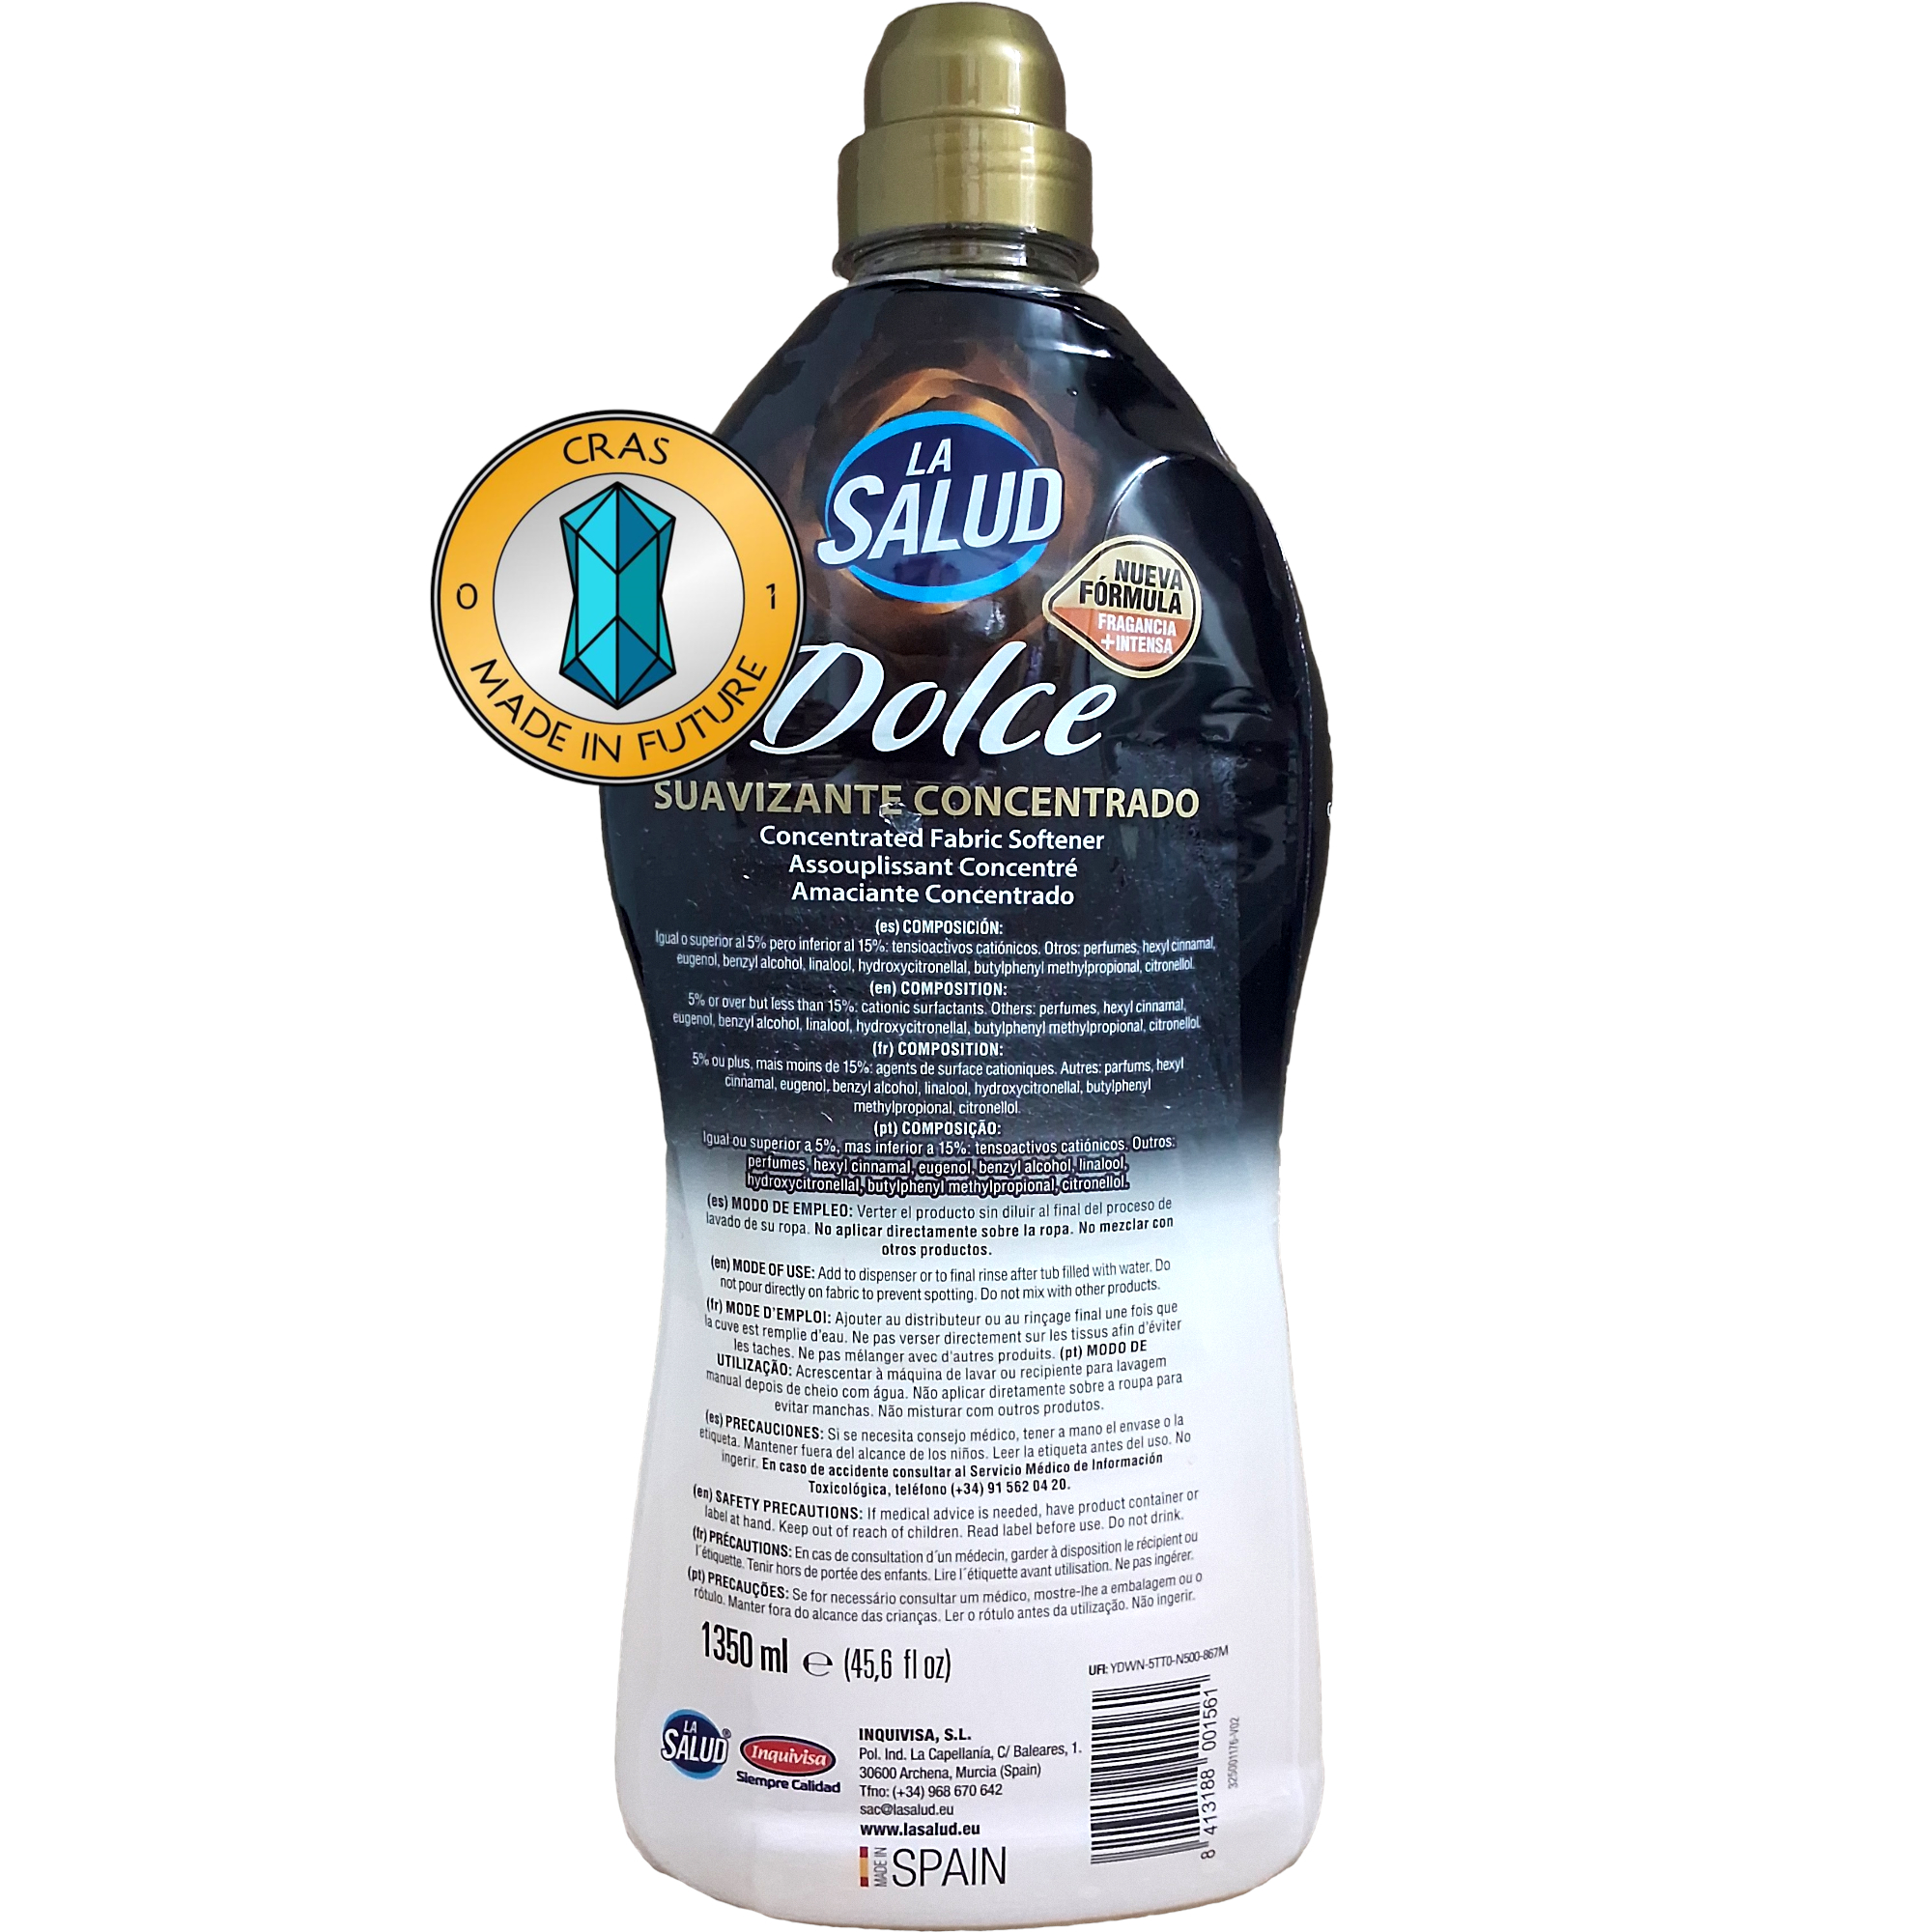 CRAS
0 1
MADE IN FUTURE
LA
SALUD
NUEVA
FÓRMULA
FRAGANCIA
+INTENSA
Dolce
SUAVIZANTE CONCENTRADO
Concentrated Fabric Softener
Assouplissant Concentré
Amaciante Concentrado
(es) COMPOSICIÓN:
Igual o superior al 5% pero inferior al 15%: tensioactivos catiónicos. Otros: perfumes, hexyl cinnamal,
eugenol, benzyl alcohol, linalool, hydroxycitronellal, butylphenyl methylpropional, citronellol.
(en) COMPOSITION:
5% or over but less than 15%: cationic surfactants. Others: perfumes, hexyl cinnamal,
eugenol, benzyl alcohol, linalool, hydroxycitronellal, butylphenyl methylpropional, citronellol.
(fr) COMPOSITION:
5% ou plus, mais moins de 15%: agents de surface cationiques. Autres: parfums, hexyl
cinnamal, eugenol, benzyl alcohol, linalool, hydroxycitronellal, butylphenyl
methylpropional, citronellol.
(pt) COMPOSIÇÃO:
Igual ou superior a 5%, mas inferior a 15%: tensoactivos catiónicos. Outros:
perfumes, hexyl cinnamal, eugenol, benzyl alcohol, linalool,
hydroxycitronellal, butylphenyl methylpropional, citronellol.
(es) MODO DE EMPLEO: Verter el producto sin diluir al final del proceso de
lavado de su ropa. No aplicar directamente sobre la ropa. No mezclar con
otros productos.
(en) MODE OF USE: Add to dispenser or to final rinse after tub filled with water. Do
not pour directly on fabric to prevent spotting. Do not mix with other products.
(fr) MODE D'EMPLOI: Ajouter au distributeur ou au rinçage final une fois que
la cuve est remplie d'eau. Ne pas verser directement sur les tissus afin d'éviter
les taches. Ne pas mélanger avec d'autres produits. (pt) MODO DE
UTILIZAÇÃO: Acrescentar à máquina de lavar ou recipiente para lavagem
manual depois de cheio com água. Não aplicar diretamente sobre a roupa para
evitar manchas. Não misturar com outros produtos.
(es) PRECAUCIONES: Si se necesita consejo médico, tener a mano el envase o la
etiqueta. Mantener fuera del alcance de los niños. Leer la etiqueta antes del uso. No
ingerir. En caso de accidente consultar al Servicio Médico de Información
Toxicológica, teléfono (+34) 91 562 04 20.
(en) SAFETY PRECAUTIONS: If medical advice is needed, have product container or
label at hand. Keep out of reach of children. Read label before use. Do not drink.
(fr) PRÉCAUTIONS: En cas de consultation d´un médecin, garder à disposition le récipient ou
l´étiquette. Tenir hors de portée des enfants. Lire l´étiquette avant utilisation. Ne pas ingérer.
(pt) PRECAUÇÕES: Se for necessário consultar um médico, mostre-lhe a embalagem ou o
rótulo. Manter fora do alcance das crianças. Ler o rótulo antes da utilização. Não ingerir.
1350 ml ℮ (45,6 fl oz)
UFI: YDWN-5TT0-N500-867M
LA
SALUD®
Inquivisa
Siempre Calidad
INQUIVISA, S.L.
Pol. Ind. La Capellanía, C/ Baleares, 1.
30600 Archena, Murcia (Spain)
Tfno: (+34) 968 670 642
sac@lasalud.eu
www.lasalud.eu
MADE IN
SPAIN
8 413188 001561
325001176-V02